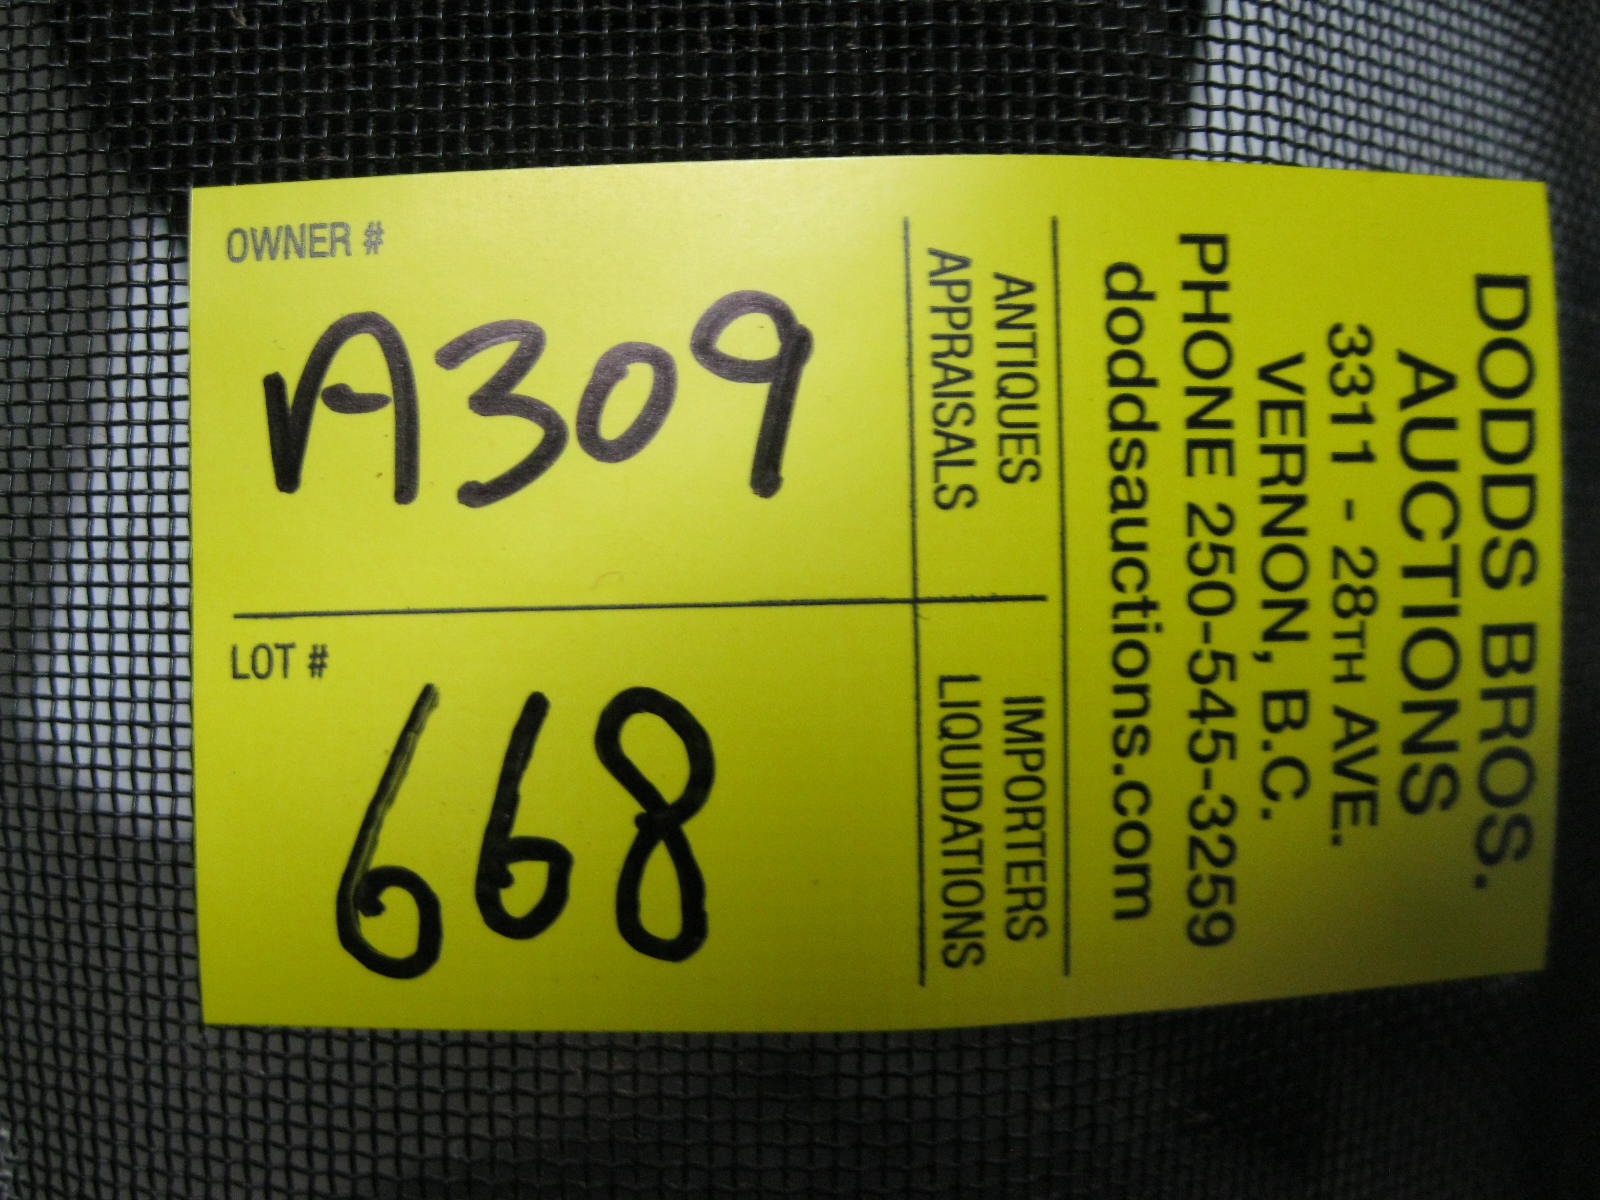 OWNER #
A309
LOT #
668
DODDS BROS.
AUCTIONS
3311 - 28TH AVE.
VERNON, B.C.
PHONE 250-545-3259
doddsauctions.com
ANTIQUES
APPRAISALS
IMPORTERS
LIQUIDATIONS